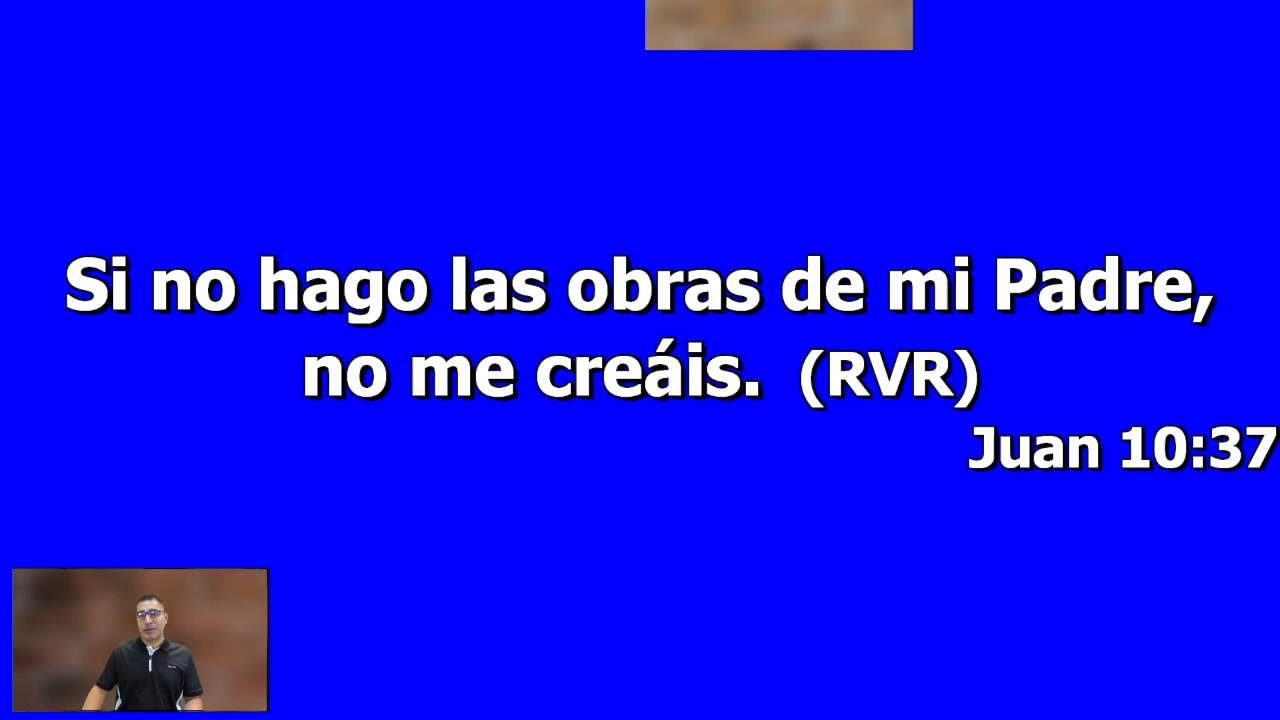 Si no hago las obras de mi Padre,
no me creáis. (RVR)
Juan 10:37